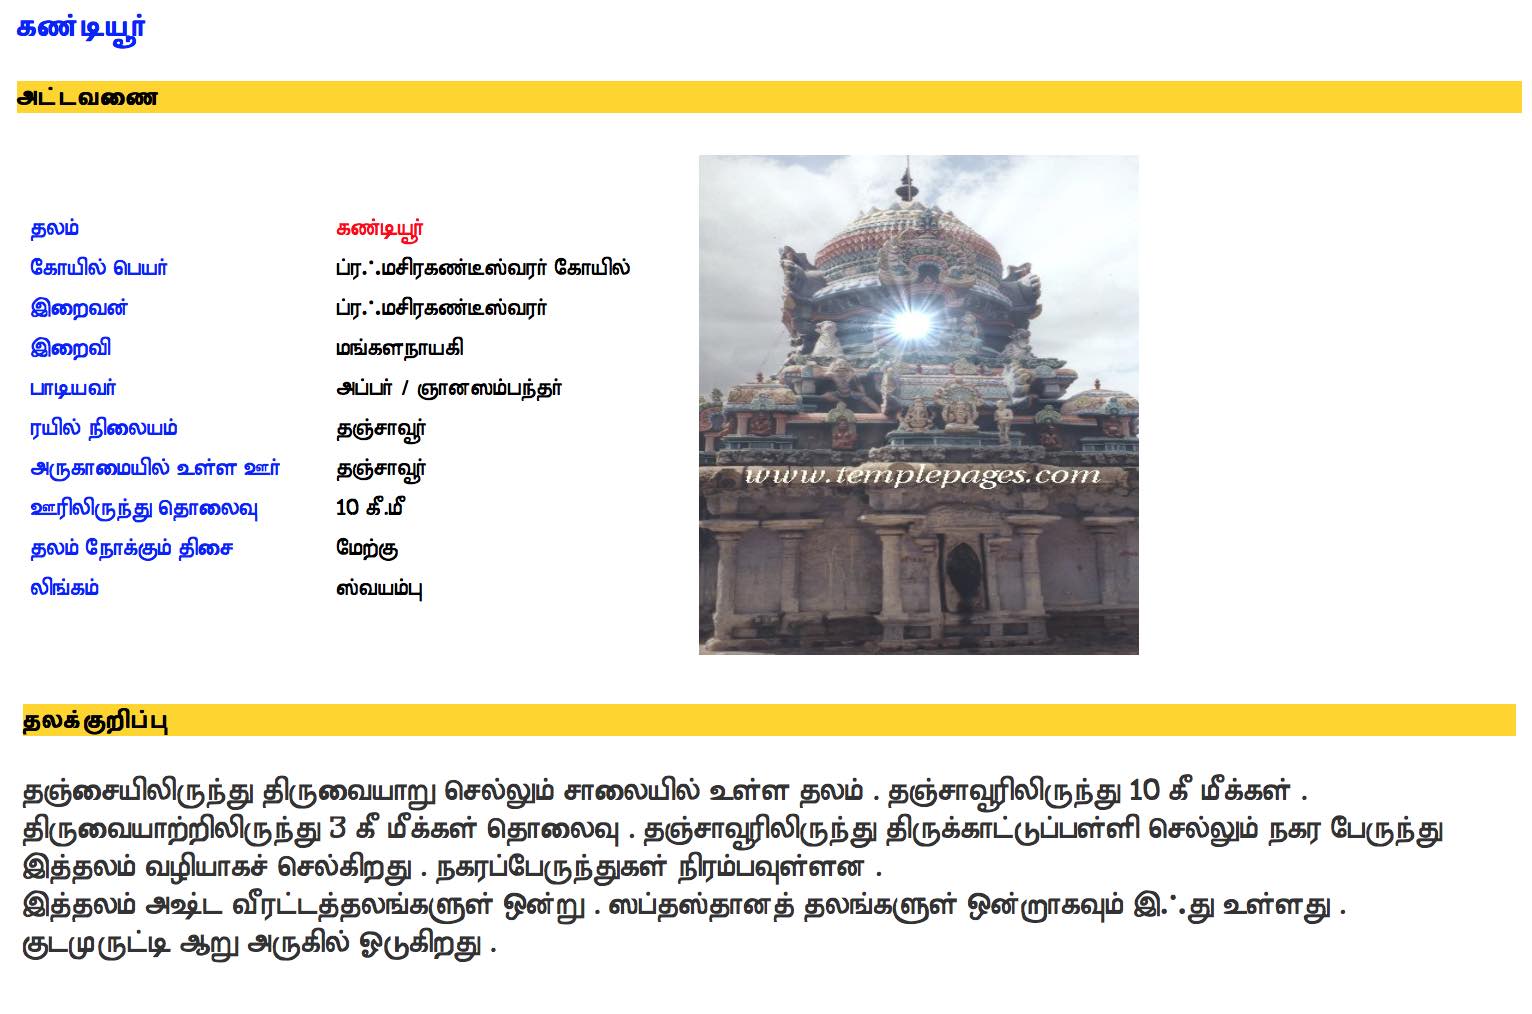 கண்டியூர்
அட்டவணை
தலம் கண்டியூர்
கோயில் பெயர் ப்ரஃமசிரகண்டீஸ்வரர் கோயில்
இறைவன் ப்ரஃமசிரகண்டீஸ்வரர்
இறைவி மங்களநாயகி
பாடியவர் அப்பர் / ஞானஸம்பந்தர்
ரயில் நிலையம் தஞ்சாவூர்
அருகாமையில் உள்ள ஊர் தஞ்சாவூர்
ஊரிலிருந்து தொலைவு 10 கீ.மீ
தலம் நோக்கும் திசை மேற்கு
லிங்கம் ஸ்வயம்பு
www.templepages.com
தலக்குறிப்பு
தஞ்சையிலிருந்து திருவையாறு செல்லும் சாலையில் உள்ள தலம் . தஞ்சாவூரிலிருந்து 10 கீ மீக்கள் .
திருவையாற்றிலிருந்து 3 கீ மீக்கள் தொலைவு . தஞ்சாவூரிலிருந்து திருக்காட்டுப்பள்ளி செல்லும் நகர பேருந்து
இத்தலம் வழியாகச் செல்கிறது . நகரப்பேருந்துகள் நிரம்பவுள்ளன .
இத்தலம் அஷ்ட வீரட்டத்தலங்களுள் ஒன்று . ஸப்தஸ்தானத் தலங்களுள் ஒன்றாகவும் இஃது உள்ளது .
குடமுருட்டி ஆறு அருகில் ஓடுகிறது .